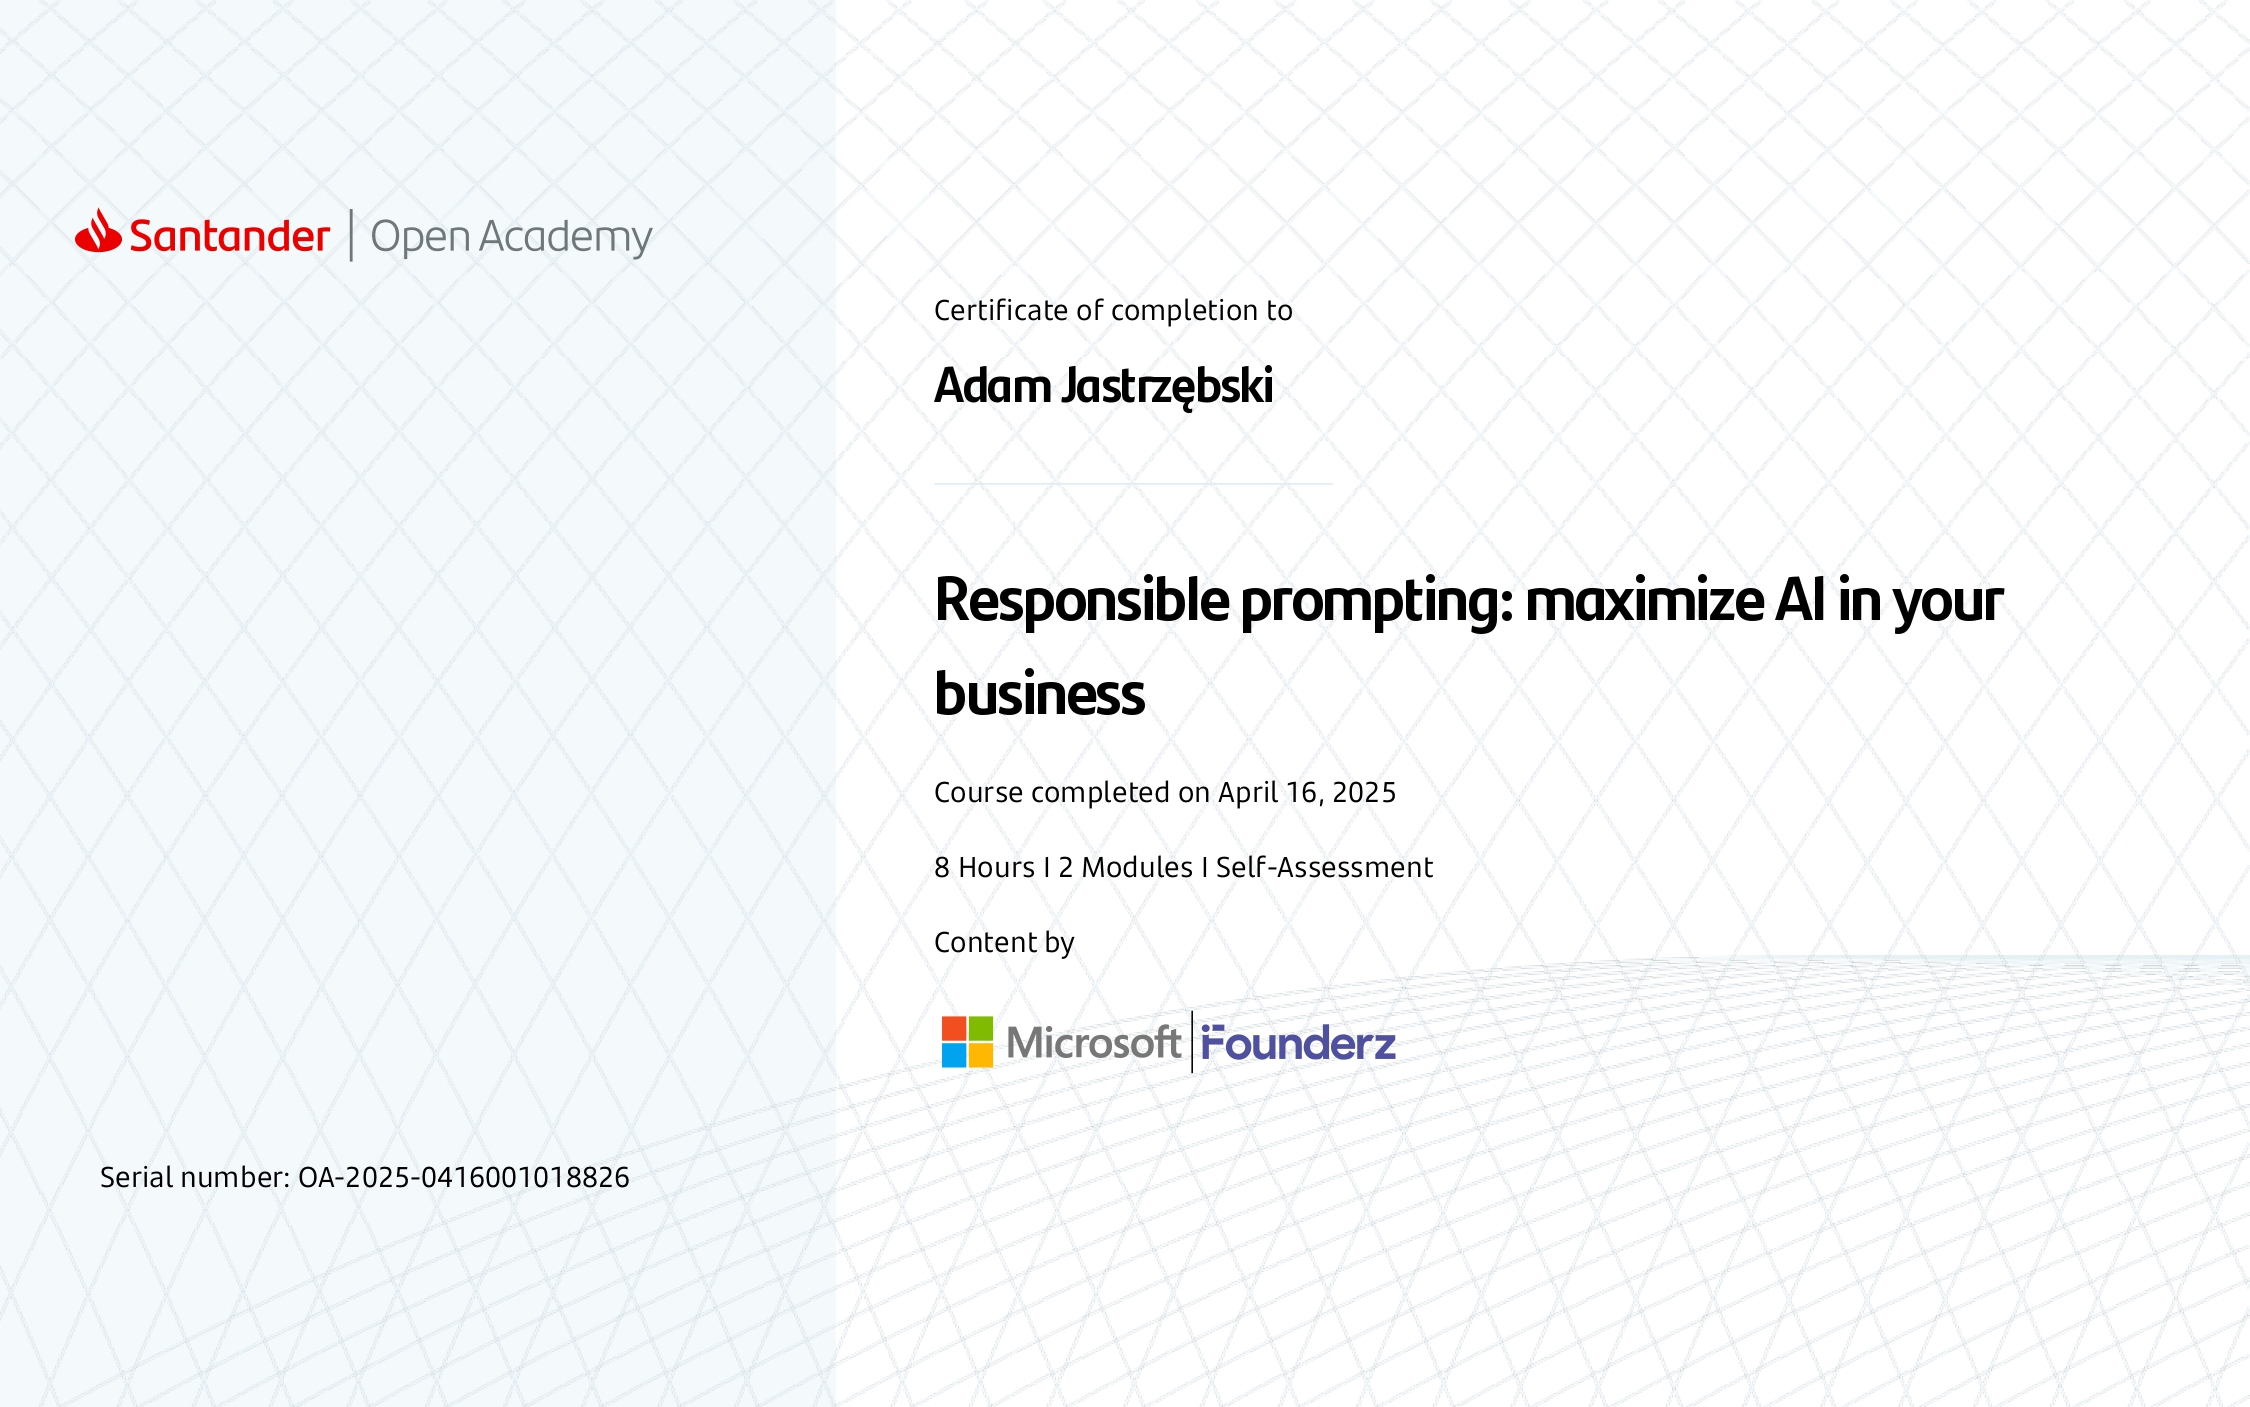 Santander | Open Academy
Certificate of completion to
Adam Jastrzębski
Responsible prompting: maximize AI in your
business
Course completed on April 16, 2025
8 Hours I 2 Modules I Self-Assessment
Content by
Microsoft | Founderz
Serial number: OA-2025-0416001018826